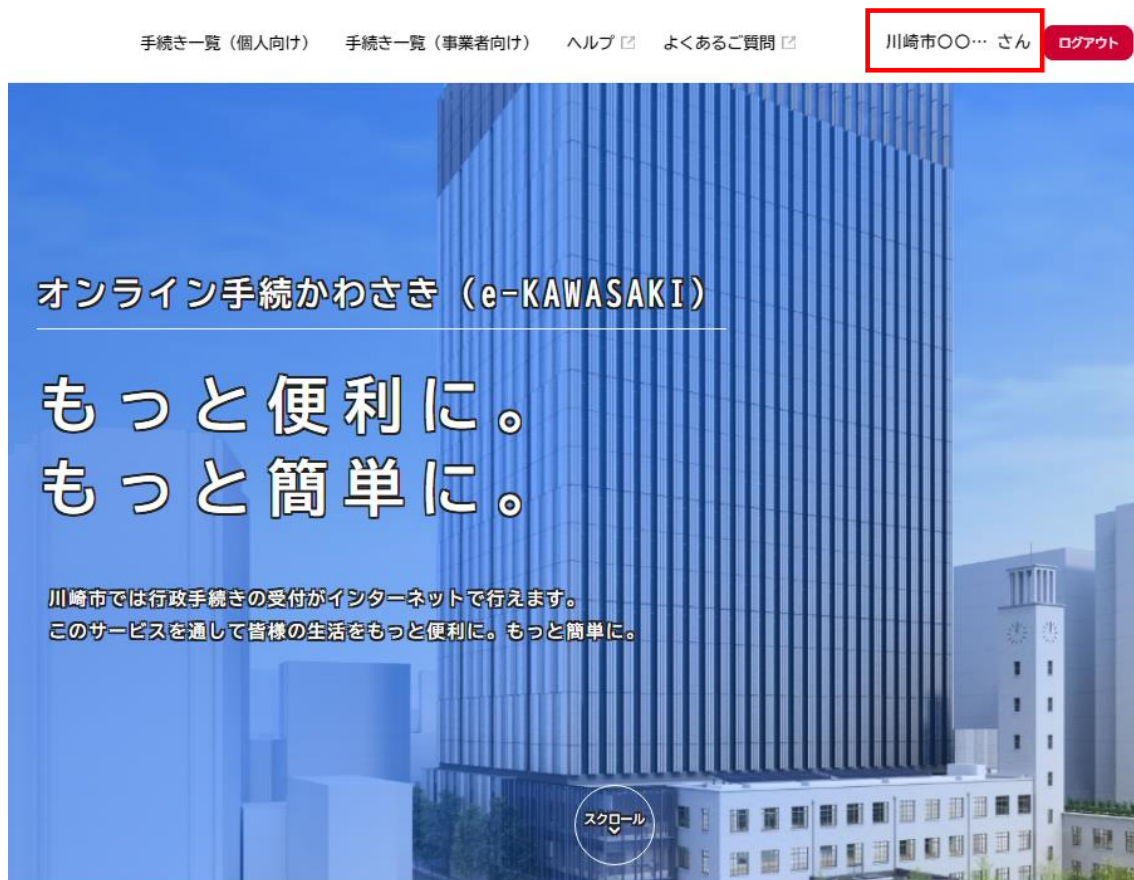 手続き一覧（個人向け） 手続き一覧（事業者向け） ヘルプ よくあるご質問 川崎市〇〇… さん ログアウト
オンライン手続かわさき（e-KAWASAKI）
もっと便利に。
もっと簡単に。
川崎市では行政手続きの受付がインターネットで行えます。
このサービスを通して皆様の生活をもっと便利に。もっと簡単に。
スクロール